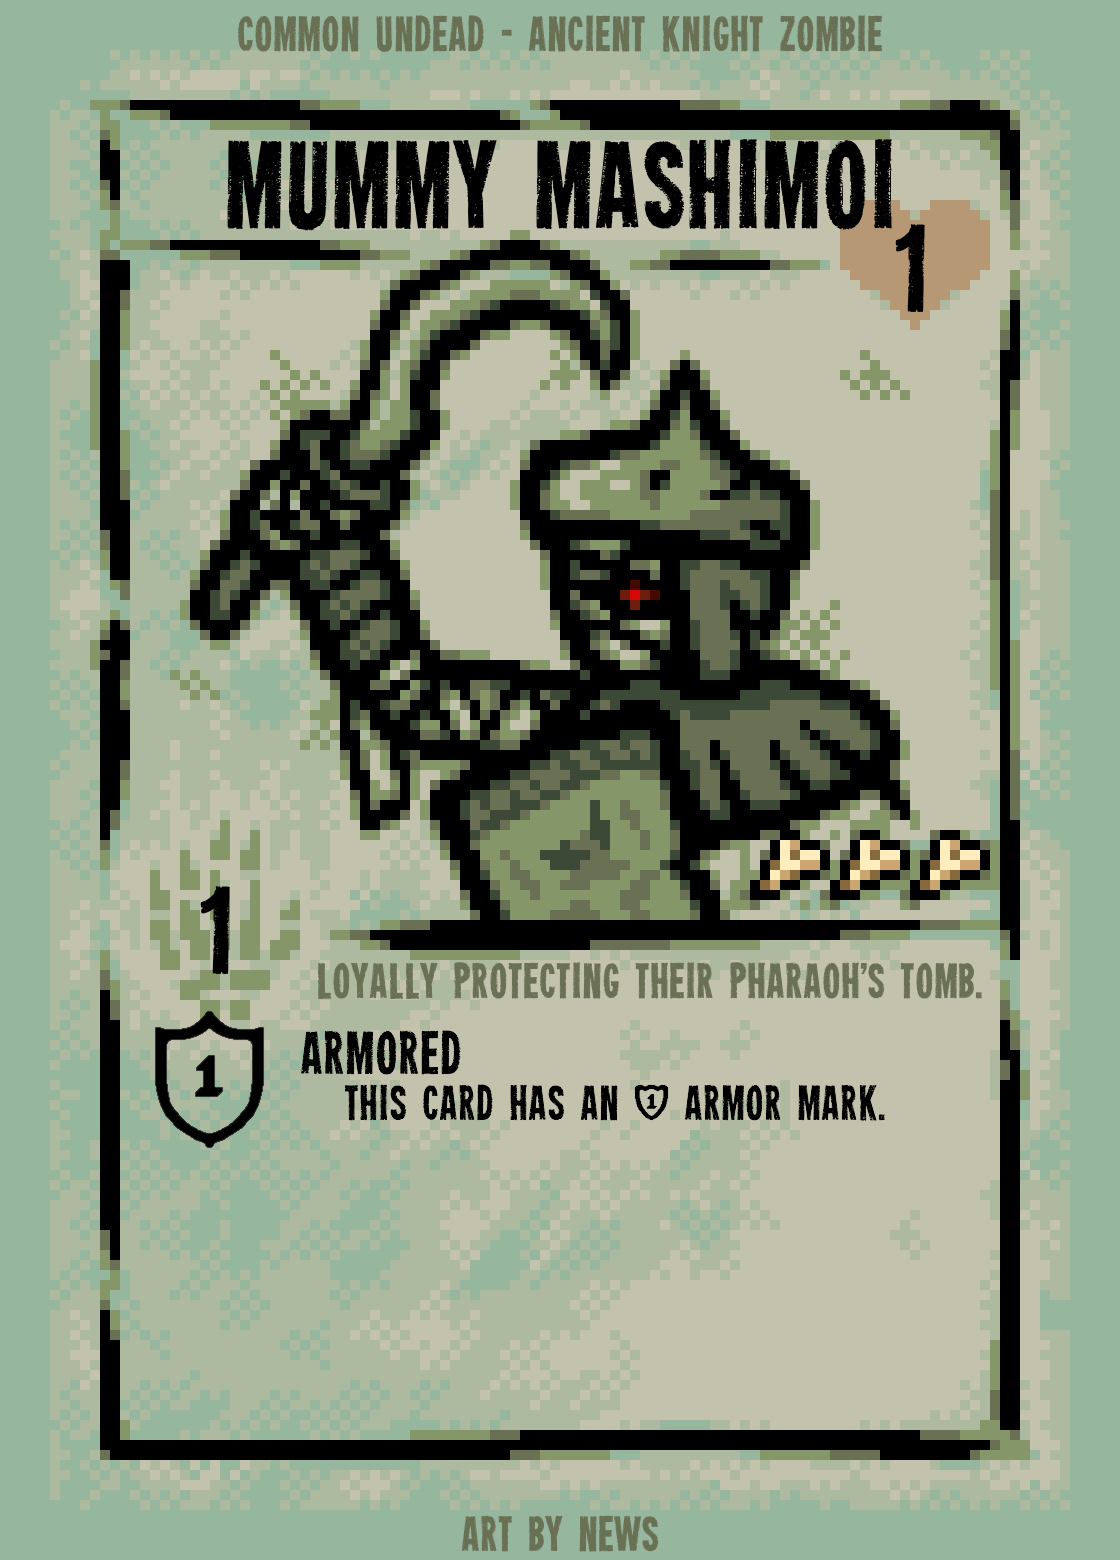 COMMON UNDEAD - ANCIENT KNIGHT ZOMBIE
MUMMY MASHIMOI
1
1
LOYALLY PROTECTING THEIR PHARAOH'S TOMB.
1
ARMORED
THIS CARD HAS AN 1 ARMOR MARK.
ART BY NEWS